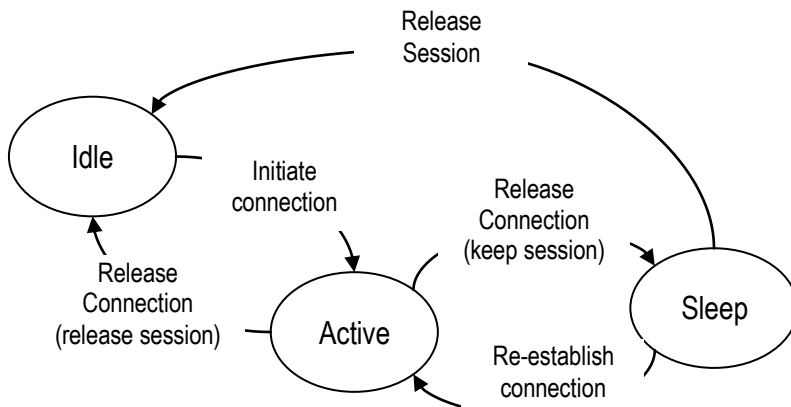 Release
Session
Idle
Initiate
connection
Release
Connection
(keep session)
Release
Connection
(release session)
Active
Sleep
Re-establish
connection